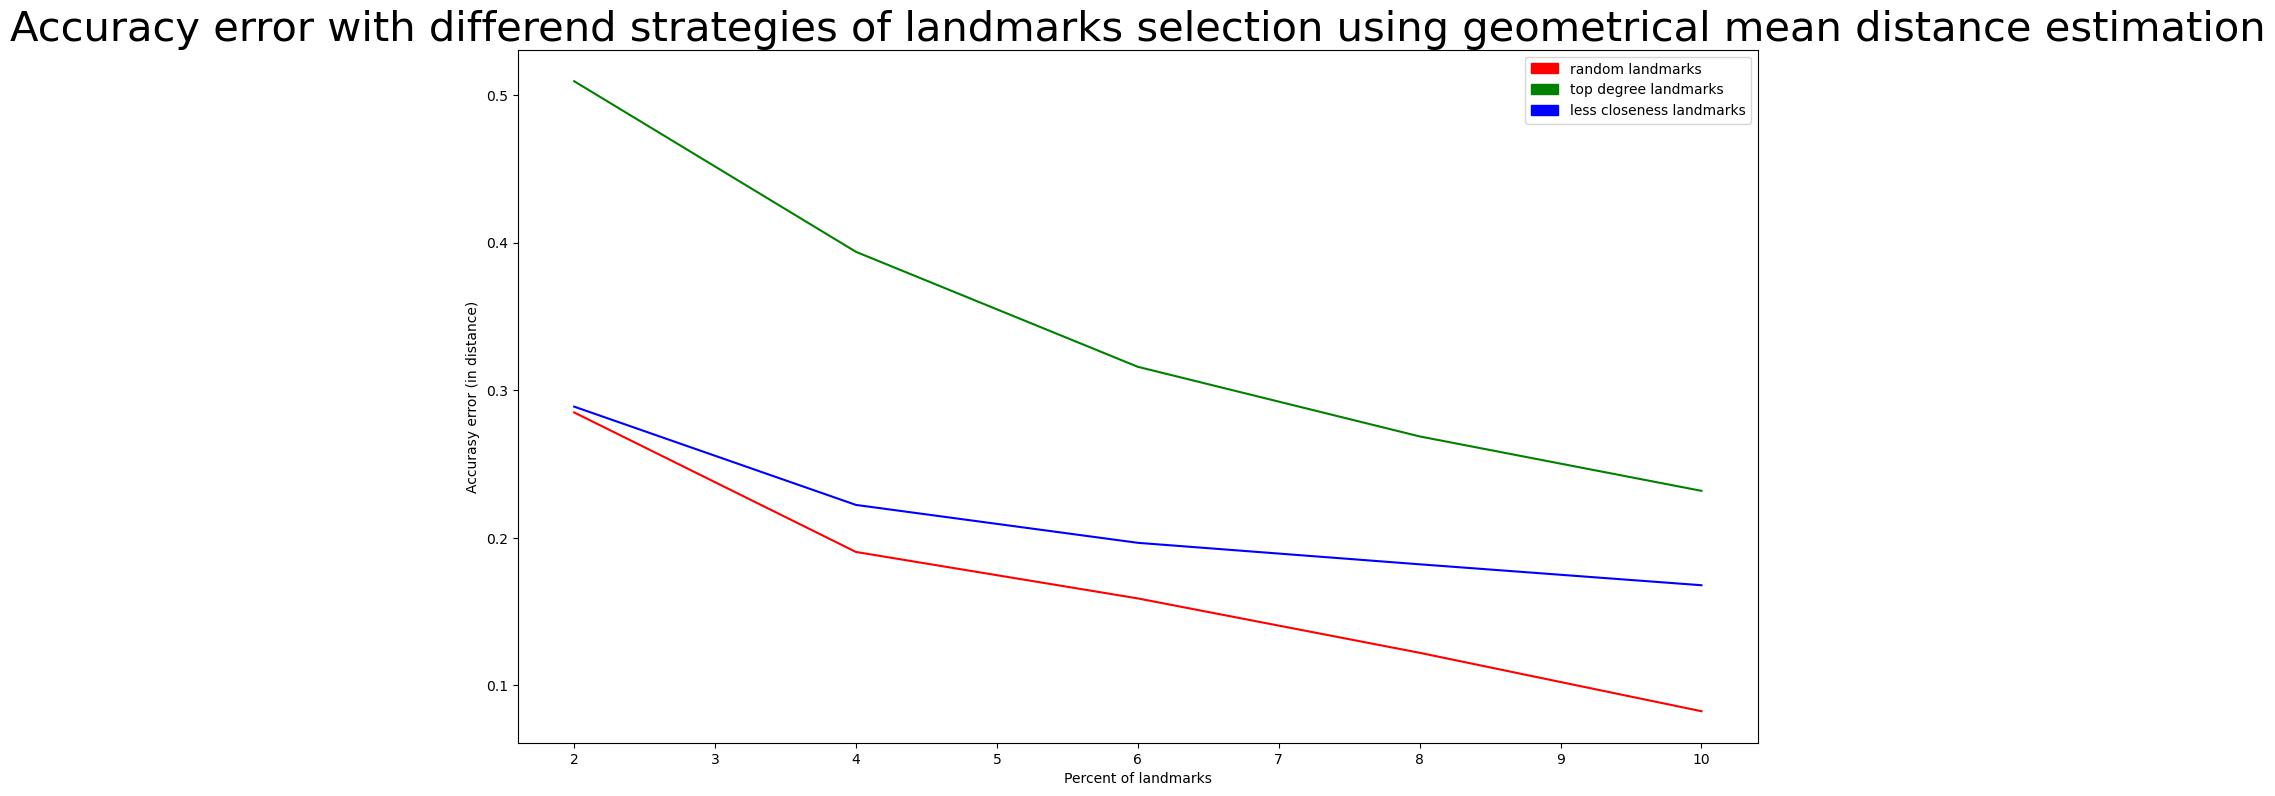 Accuracy error with differend strategies of landmarks selection using geometrical mean distance estimation
random landmarks
top degree landmarks
less closeness landmarks
0.5
0.4
0.3
0.2
0.1
Accurasy error (in distance)
2 3 4 5 6 7 8 9 10
Percent of landmarks